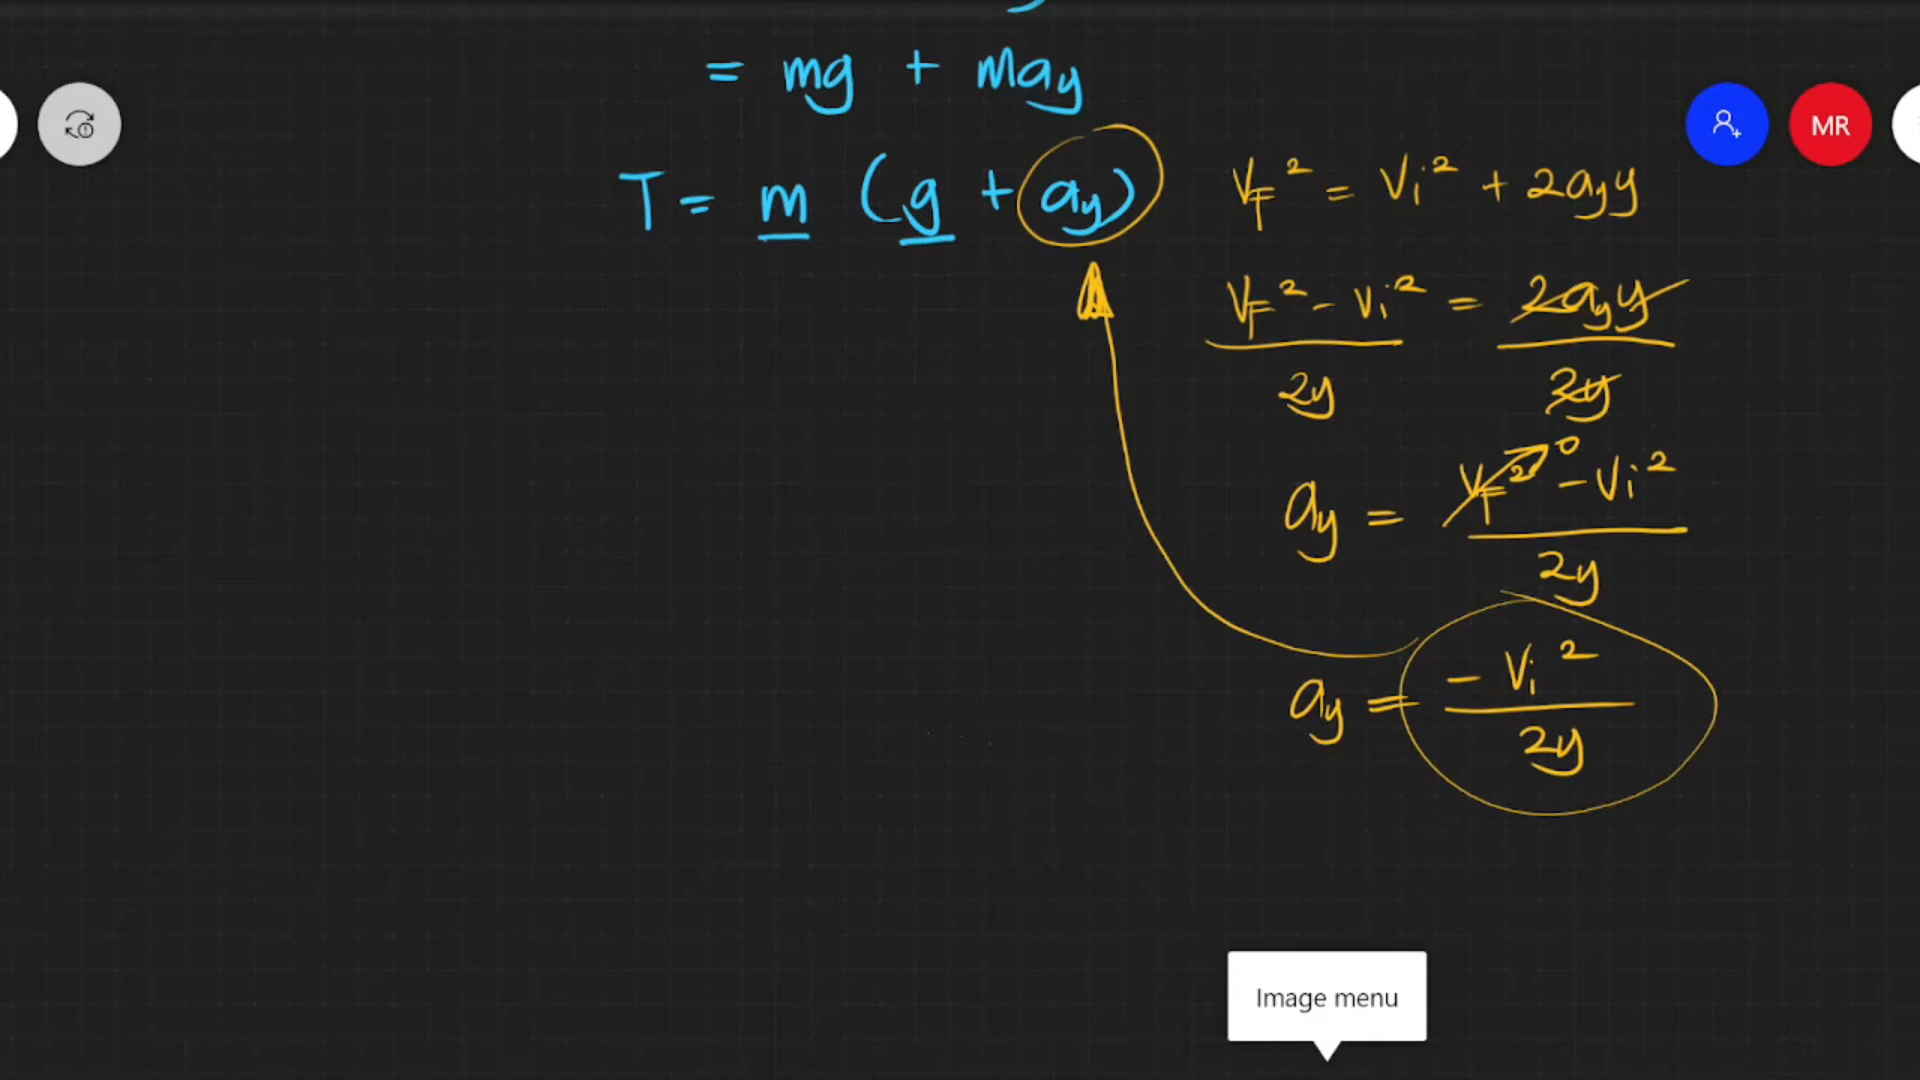 = mg + may
T = m (g + ay)
MR
VF² = Vi² + 2ayy
VF² - Vi² = 2ayy
2y 2y
ay = VF²⁰ - Vi²
2y
ay = - Vi²
2y
Image menu